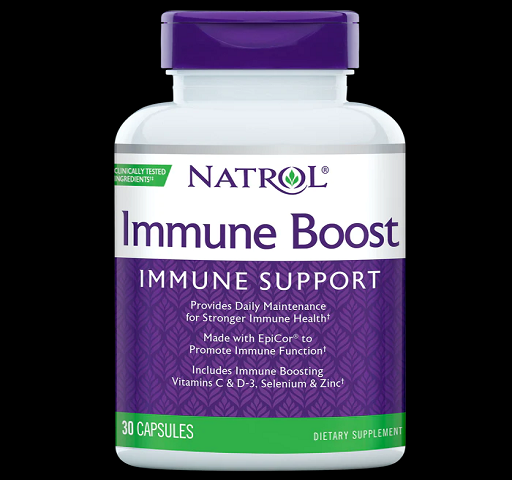 CLINICALLY TESTED
INGREDIENTS†‡
NATROL®
Immune Boost
IMMUNE SUPPORT
Provides Daily Maintenance
for Stronger Immune Health†
Made with EpiCor® to
Promote Immune Function†
Includes Immune Boosting
Vitamins C & D-3, Selenium & Zinc†
30 CAPSULES
DIETARY SUPPLEMENT